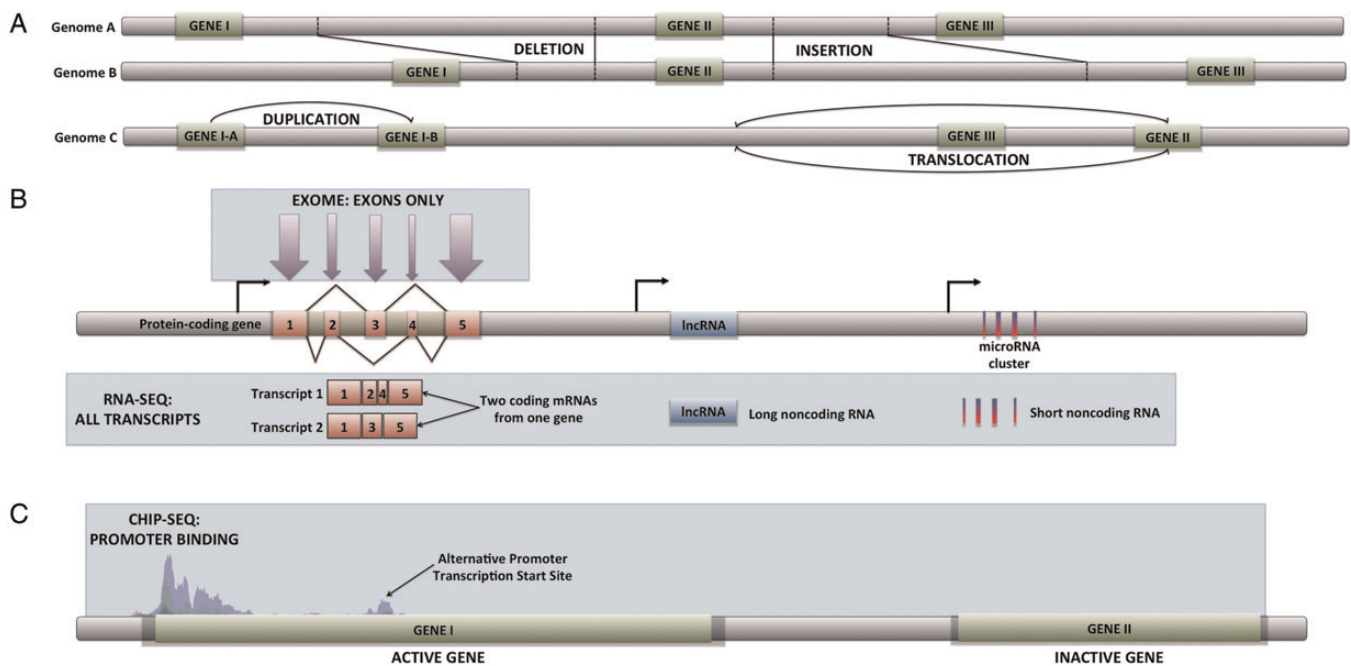 A
Genome A
GENE I
GENE II
GENE III
DELETION
INSERTION
Genome B
GENE I
GENE II
GENE III
DUPLICATION
Genome C
GENE I-A
GENE I-B
GENE III
GENE II
TRANSLOCATION
B
EXOME: EXONS ONLY
Protein-coding gene
1
2
3
4
5
lncRNA
microRNA
cluster
RNA-SEQ:
ALL TRANSCRIPTS
Transcript 1
1
2
4
5
Transcript 2
1
3
5
Two coding mRNAs
from one gene
lncRNA
Long noncoding RNA
Short noncoding RNA
C
CHIP-SEQ:
PROMOTER BINDING
Alternative Promoter
Transcription Start Site
GENE I
GENE II
ACTIVE GENE
INACTIVE GENE